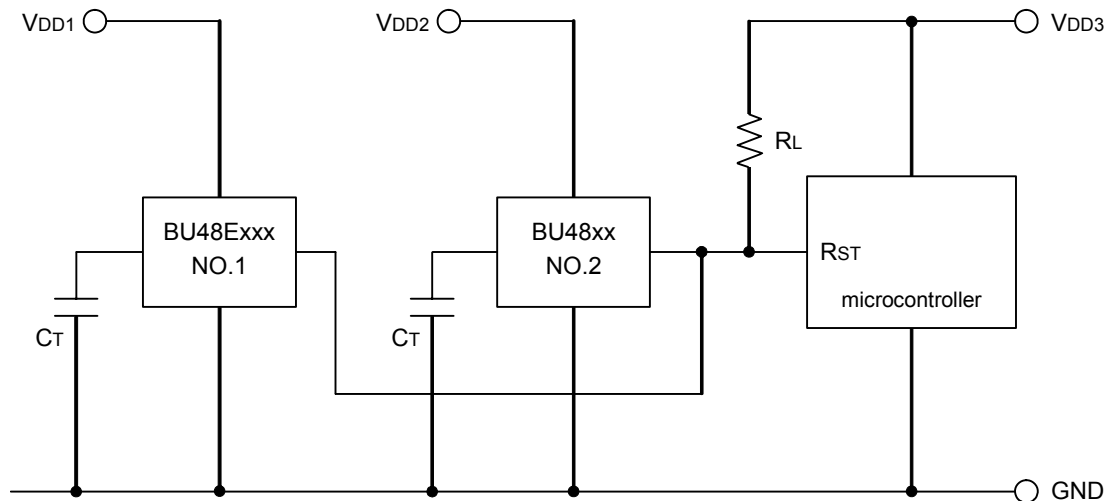 VDD1
VDD2
VDD3
RL
BU48Exxx
NO.1
BU48xx
NO.2
RST
microcontroller
CT
CT
GND